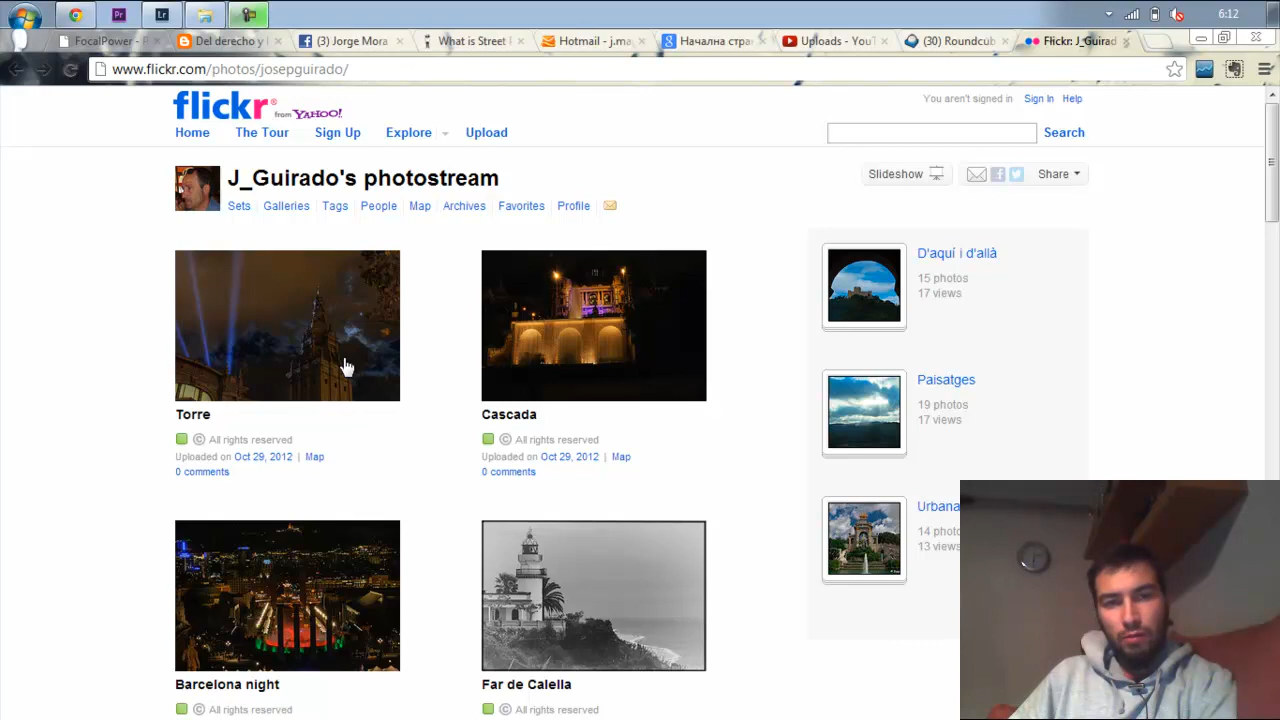 6:12
FocalPower - P
Del derecho y
(3) Jorge Mora
What is Street
Hotmail - j.ma
Начална стра
Uploads - YouT
(30) Roundcub
Flickr: J_Guirad
www.flickr.com/photos/josepguirado/
flickr from YAHOO!
You aren't signed in Sign In Help
Home The Tour Sign Up Explore Upload
Search
J_Guirado's photostream
Slideshow Share
Sets Galleries Tags People Map Archives Favorites Profile
Torre
© All rights reserved
Uploaded on Oct 29, 2012 | Map
0 comments
Cascada
© All rights reserved
Uploaded on Oct 29, 2012 | Map
0 comments
Barcelona night
© All rights reserved
Far de Calella
© All rights reserved
D'aquí i d'allà
15 photos
17 views
Paisatges
19 photos
17 views
Urbana
14 pho
13 views